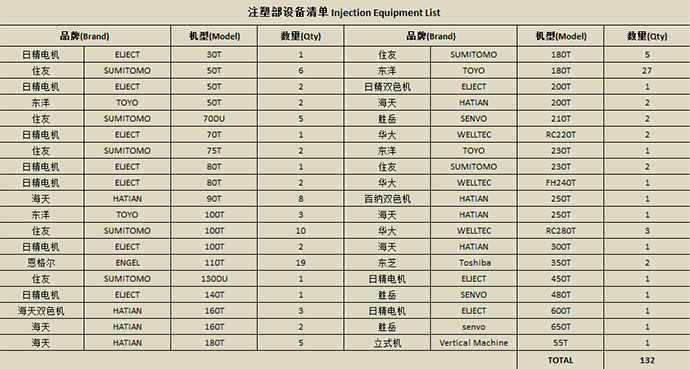 注塑部设备清单 Injection Equipment List
品牌(Brand) 机型(Model) 数量(Qty) 品牌(Brand) 机型(Model) 数量(Qty)
日精电机 EIJECT 30T 1 住友 SUMITOMO 180T 5
住友 SUMITOMO 50T 6 东洋 TOYO 180T 27
日精电机 EIJECT 50T 2 日精双色机 EIJECT 200T 1
东洋 TOYO 50T 2 海天 HATIAN 200T 2
住友 SUMITOMO 70DU 5 胜岳 SENVO 210T 2
日精电机 EIJECT 70T 1 华大 WELLTEC RC220T 2
住友 SUMITOMO 75T 2 东洋 TOYO 230T 1
日精电机 EIJECT 80T 1 住友 SUMITOMO 230T 2
日精电机 EIJECT 80T 2 华大 WELLTEC FH240T 1
海天 HATIAN 90T 8 百纳双色机 HATIAN 250T 1
东洋 TOYO 100T 3 海天 HATIAN 250T 1
住友 SUMITOMO 100T 10 华大 WELLTEC RC280T 3
日精电机 EIJECT 100T 2 海天 HATIAN 300T 1
恩格尔 ENGEL 110T 19 东芝 Toshiba 350T 2
住友 SUMITOMO 130DU 1 日精电机 EIJECT 450T 1
日精电机 EIJECT 140T 1 胜岳 SENVO 480T 1
海天双色机 HATIAN 160T 3 日精电机 EIJECT 600T 1
海天 HATIAN 160T 2 胜岳 senvo 650T 1
海天 HATIAN 180T 5 立式机 Vertical Machine 55T 1
TOTAL 132